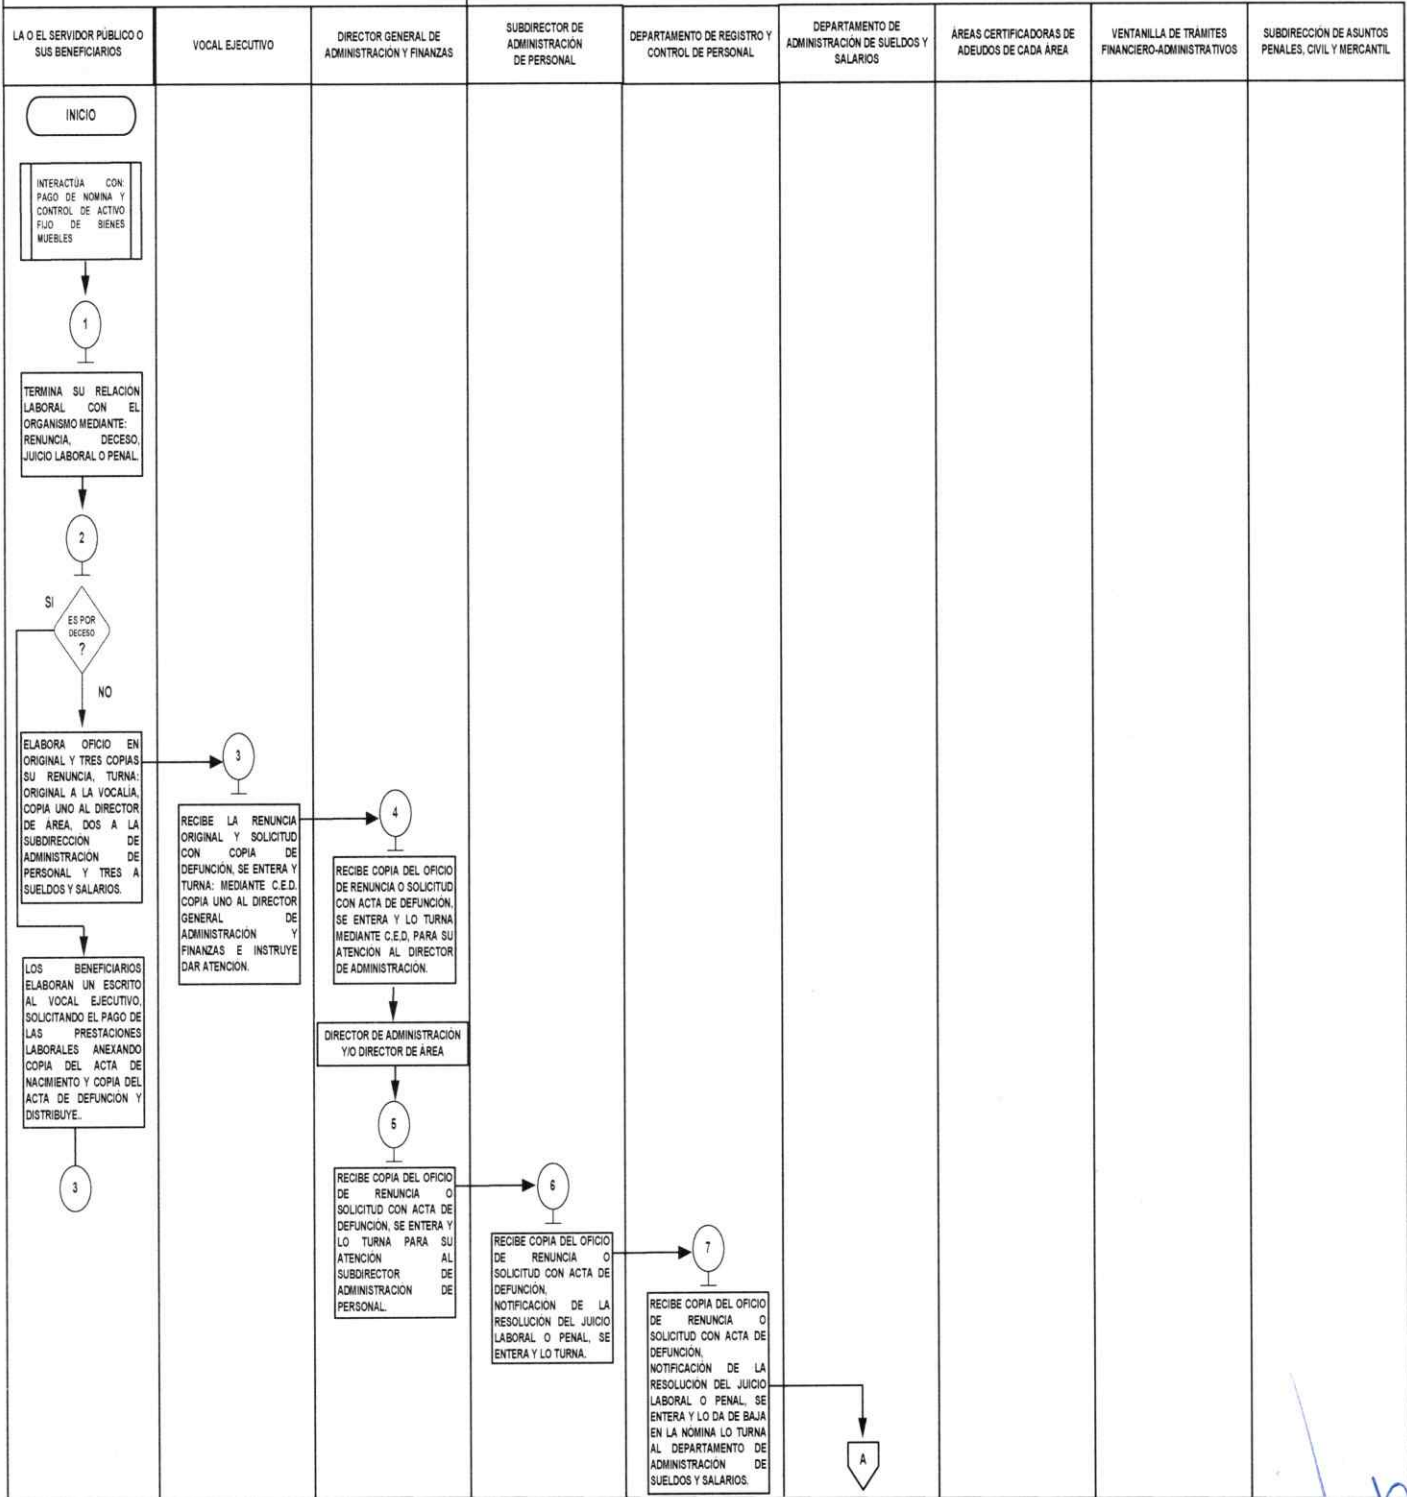 LA O EL SERVIDOR PÚBLICO O
SUS BENEFICIARIOS
VOCAL EJECUTIVO
DIRECTOR GENERAL DE
ADMINISTRACIÓN Y FINANZAS
SUBDIRECTOR DE
ADMINISTRACIÓN
DE PERSONAL
DEPARTAMENTO DE REGISTRO Y
CONTROL DE PERSONAL
DEPARTAMENTO DE
ADMINISTRACIÓN DE SUELDOS Y
SALARIOS
ÁREAS CERTIFICADORAS DE
ADEUDOS DE CADA ÁREA
VENTANILLA DE TRÁMITES
FINANCIERO-ADMINISTRATIVOS
SUBDIRECCIÓN DE ASUNTOS
PENALES, CIVIL Y MERCANTIL
INICIO
INTERACTÚA CON:
PAGO DE NOMINA Y
CONTROL DE ACTIVO
FIJO DE BIENES
MUEBLES
1
TERMINA SU RELACIÓN
LABORAL CON EL
ORGANISMO MEDIANTE:
RENUNCIA, DECESO,
JUICIO LABORAL O PENAL.
2
SI
ES POR
DECESO
?
NO
ELABORA OFICIO EN
ORIGINAL Y TRES COPIAS
SU RENUNCIA, TURNA:
ORIGINAL A LA VOCALÍA,
COPIA UNO AL DIRECTOR
DE ÁREA, DOS A LA
SUBDIRECCIÓN DE
ADMINISTRACIÓN DE
PERSONAL Y TRES A
SUELDOS Y SALARIOS.
LOS BENEFICIARIOS
ELABORAN UN ESCRITO
AL VOCAL EJECUTIVO,
SOLICITANDO EL PAGO DE
LAS PRESTACIONES
LABORALES ANEXANDO
COPIA DEL ACTA DE
NACIMIENTO Y COPIA DEL
ACTA DE DEFUNCIÓN Y
DISTRIBUYE..
3
3
RECIBE LA RENUNCIA
ORIGINAL Y SOLICITUD
CON COPIA DE
DEFUNCIÓN, SE ENTERA Y
TURNA: MEDIANTE C.E.D.
COPIA UNO AL DIRECTOR
GENERAL DE
ADMINISTRACIÓN Y
FINANZAS E INSTRUYE
DAR ATENCIÓN.
4
RECIBE COPIA DEL OFICIO
DE RENUNCIA O SOLICITUD
CON ACTA DE DEFUNCIÓN,
SE ENTERA Y LO TURNA
MEDIANTE C.E.D, PARA SU
ATENCIÓN AL DIRECTOR
DE ADMINISTRACIÓN.
DIRECTOR DE ADMINISTRACIÓN
Y/O DIRECTOR DE ÁREA
5
RECIBE COPIA DEL OFICIO
DE RENUNCIA O
SOLICITUD CON ACTA DE
DEFUNCIÓN, SE ENTERA Y
LO TURNA PARA SU
ATENCIÓN AL
SUBDIRECTOR DE
ADMINISTRACIÓN DE
PERSONAL.
6
RECIBE COPIA DEL OFICIO
DE RENUNCIA O
SOLICITUD CON ACTA DE
DEFUNCIÓN,
NOTIFICACIÓN DE LA
RESOLUCIÓN DEL JUICIO
LABORAL O PENAL, SE
ENTERA Y LO TURNA.
7
RECIBE COPIA DEL OFICIO
DE RENUNCIA O
SOLICITUD CON ACTA DE
DEFUNCIÓN,
NOTIFICACIÓN DE LA
RESOLUCIÓN DEL JUICIO
LABORAL O PENAL, SE
ENTERA Y LO DA DE BAJA
EN LA NÓMINA LO TURNA
AL DEPARTAMENTO DE
ADMINISTRACIÓN DE
SUELDOS Y SALARIOS.
A